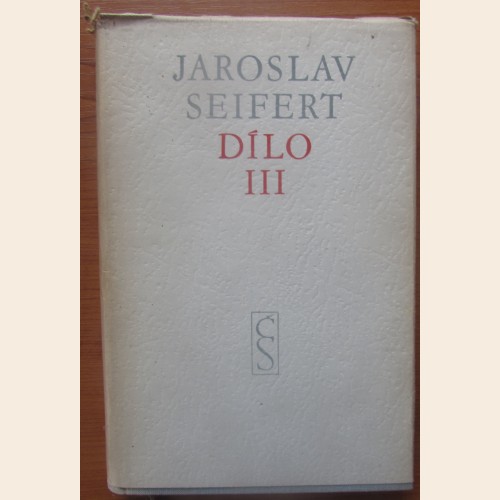 JAROSLAV
SEIFERT
DÍLO
III
ČS